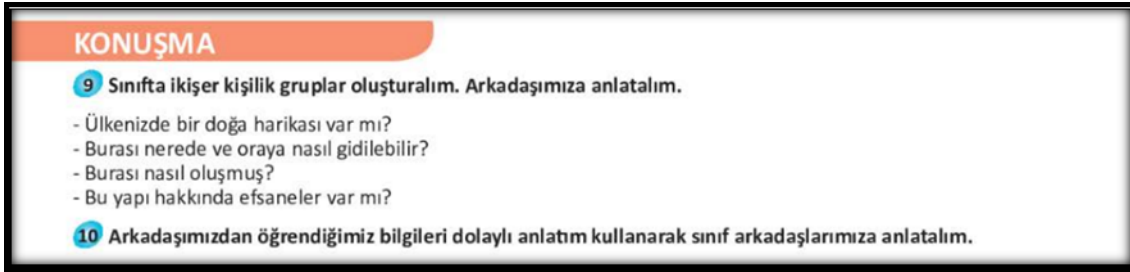 KONUŞMA
9 Sınıfta ikişer kişilik gruplar oluşturalım. Arkadaşımıza anlatalım.
- Ülkenizde bir doğa harikası var mı?
- Burası nerede ve oraya nasıl gidilebilir?
- Burası nasıl oluşmuş?
- Bu yapı hakkında efsaneler var mı?
10 Arkadaşımızdan öğrendiğimiz bilgileri dolaylı anlatım kullanarak sınıf arkadaşlarımıza anlatalım.